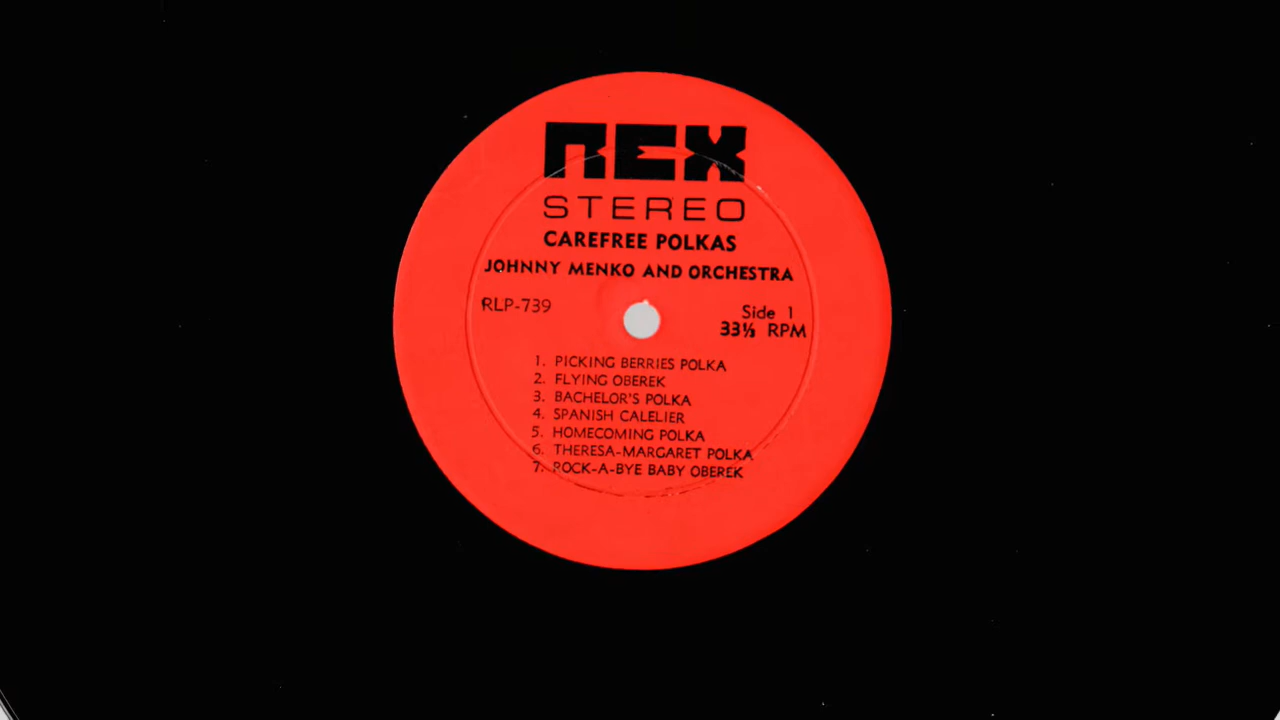 REX
STEREO
CAREFREE POLKAS
JOHNNY MENKO AND ORCHESTRA
RLP-739
Side 1
33⅓ RPM
1. PICKING BERRIES POLKA
2. FLYING OBEREK
3. BACHELOR'S POLKA
4. SPANISH CALELIER
5. HOMECOMING POLKA
6. THERESA-MARGARET POLKA
7. ROCK-A-BYE BABY OBEREK